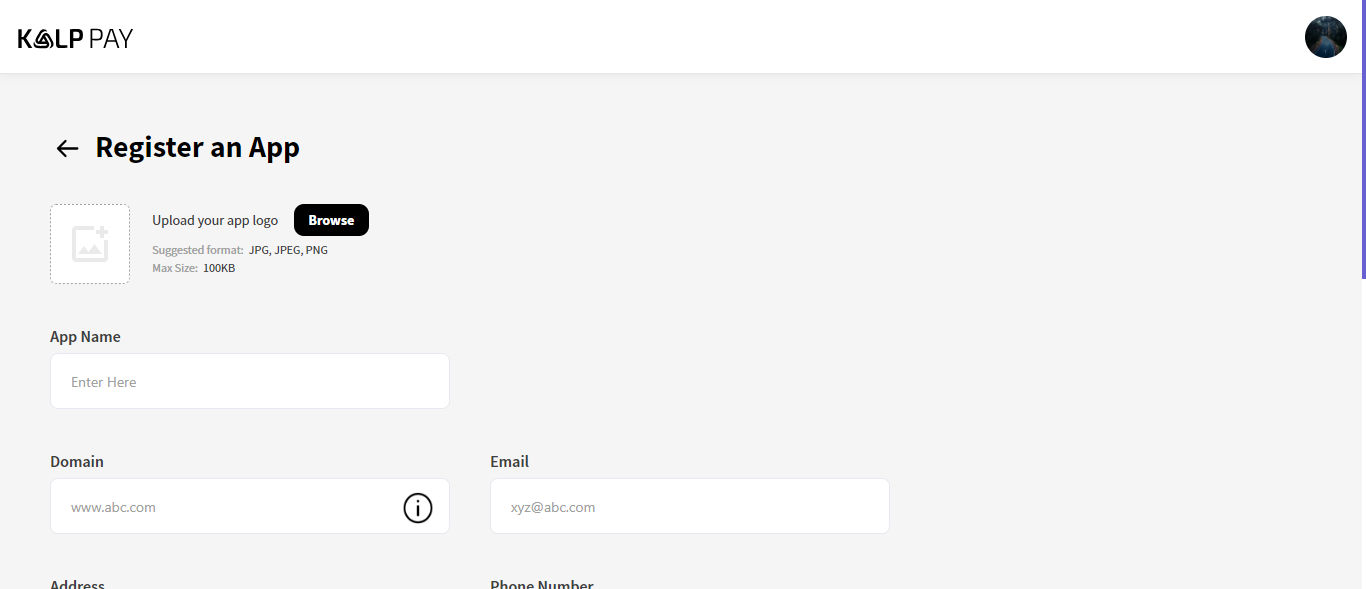 KALP PAY
Register an App
Upload your app logo
Browse
Suggested format: JPG, JPEG, PNG
Max Size: 100KB
App Name
Enter Here
Domain
Email
www.abc.com
xyz@abc.com
Address
Phone Number